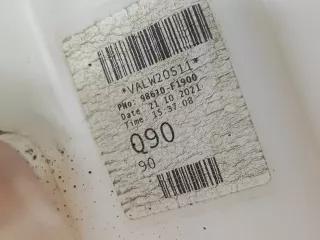 *VALW20511*
PNo: 98610-F1900
Date 21 10 2021
Time 15.37.08
Q90
90